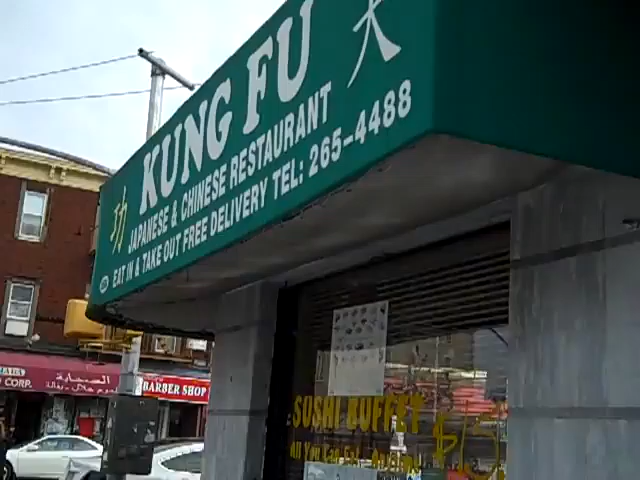 KUNG FU 大
功
JAPANESE & CHINESE RESTAURANT
EAT IN & TAKE OUT FREE DELIVERY TEL: 265-4488
CORP.
BARBER SHOP
SUSHI BUFFET
All You Can Eat